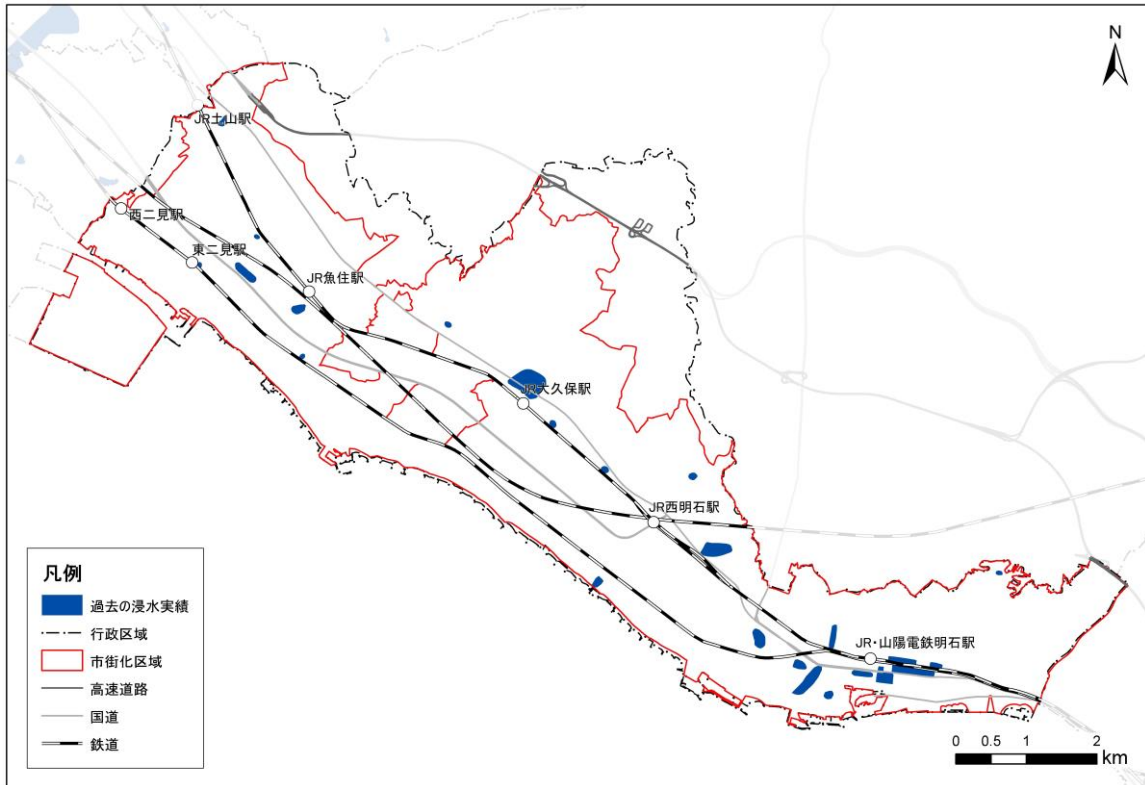 N
JR土山駅
西二見駅
東二見駅
JR魚住駅
JR大久保駅
JR西明石駅
JR・山陽電鉄明石駅
凡例
過去の浸水実績
行政区域
市街化区域
高速道路
国道
鉄道
0 0.5 1 2
km